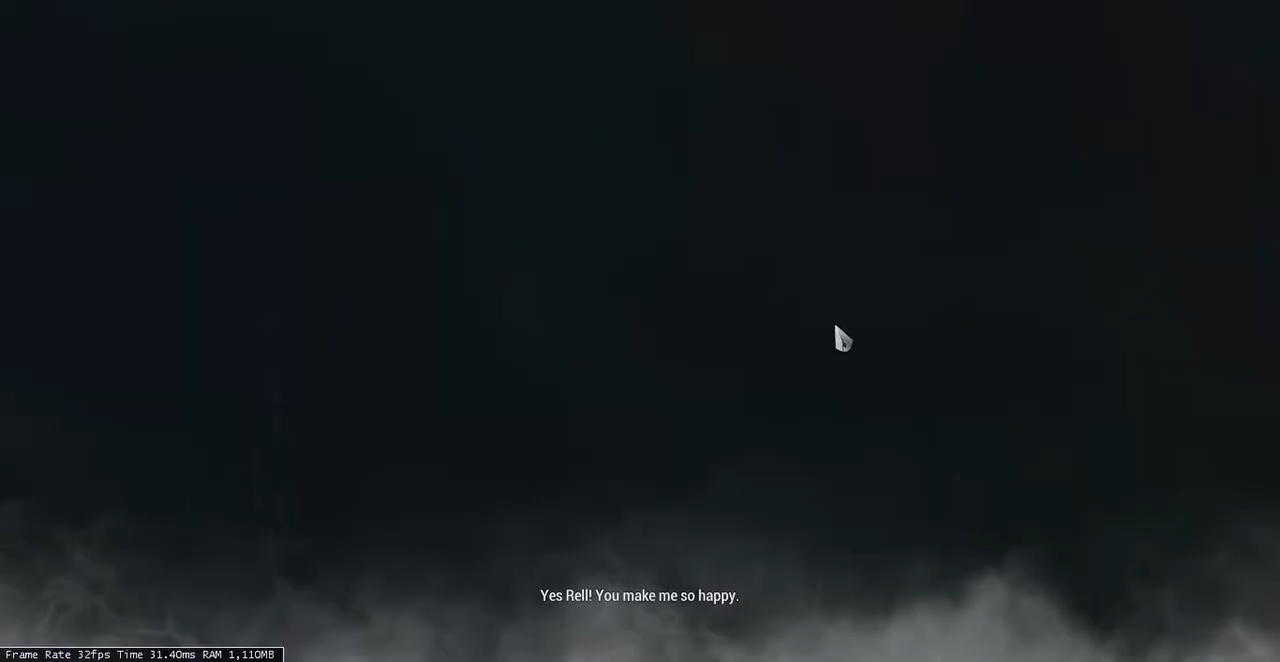 Yes Rell! You make me so happy.
Frame Rate 32fps Time 31.40ms RAM 1,110MB